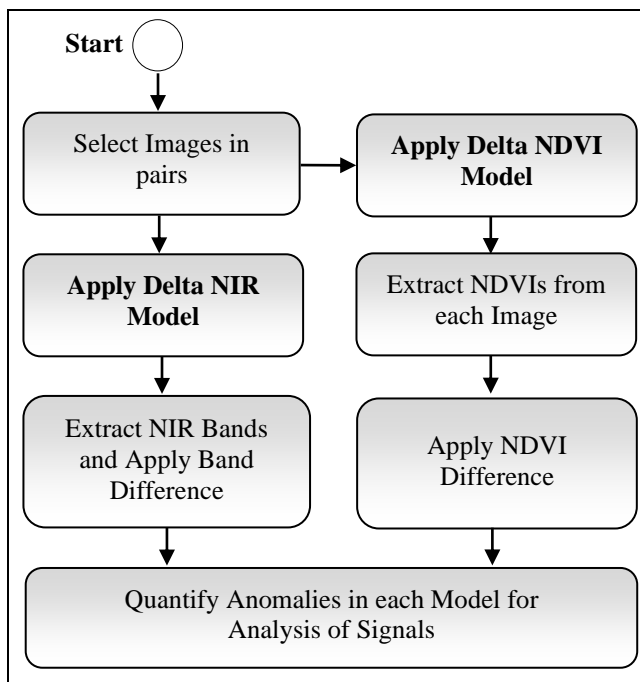 Start
Select Images in
pairs
Apply Delta NDVI
Model
Apply Delta NIR
Model
Extract NDVIs from
each Image
Extract NIR Bands
and Apply Band
Difference
Apply NDVI
Difference
Quantify Anomalies in each Model for
Analysis of Signals